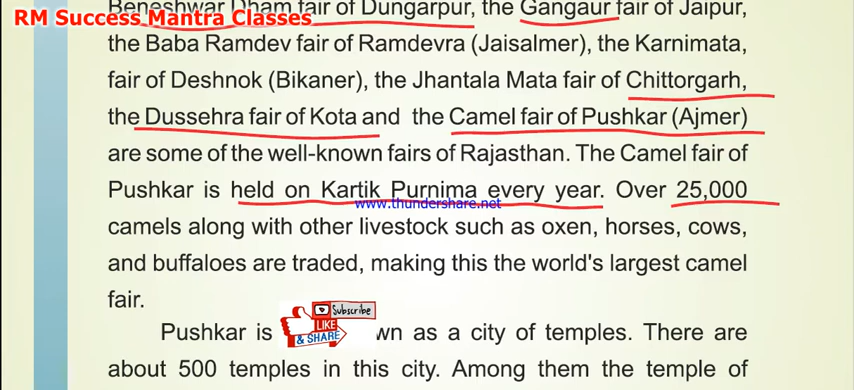 Beneshwar Dham fair of Dungarpur, the Gangaur fair of Jaipur,
RM Success Mantra Classes
the Baba Ramdev fair of Ramdevra (Jaisalmer), the Karnimata,
fair of Deshnok (Bikaner), the Jhantala Mata fair of Chittorgarh,
the Dussehra fair of Kota and the Camel fair of Pushkar (Ajmer)
are some of the well-known fairs of Rajasthan. The Camel fair of
Pushkar is held on Kartik Purnima every year. Over 25,000
www.thundershare.net
camels along with other livestock such as oxen, horses, cows,
and buffaloes are traded, making this the world's largest camel
fair.
Subscribe
LIKE
& SHARE
Pushkar is wn as a city of temples. There are
about 500 temples in this city. Among them the temple of